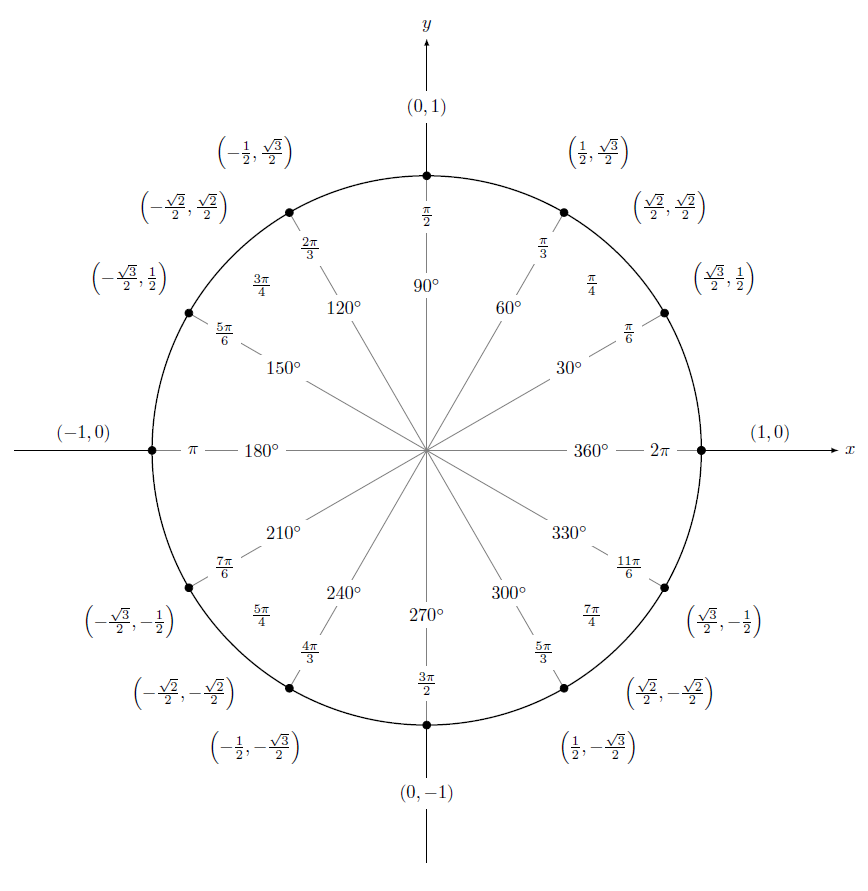 y
(0, 1)
(-1/2, √3/2) (1/2, √3/2)
(-√2/2, √2/2) (√2/2, √2/2)
π/2
2π/3 π/3
(-√3/2, 1/2) (√3/2, 1/2)
3π/4 90° π/4
120° 60°
5π/6 π/6
150° 30°
(-1, 0) (1, 0)
π 180° 360° 2π x
210° 330°
7π/6 11π/6
240° 300°
5π/4 270° 7π/4
(-√3/2, -1/2) (√3/2, -1/2)
4π/3 5π/3
3π/2
(-√2/2, -√2/2) (√2/2, -√2/2)
(-1/2, -√3/2) (1/2, -√3/2)
(0, -1)